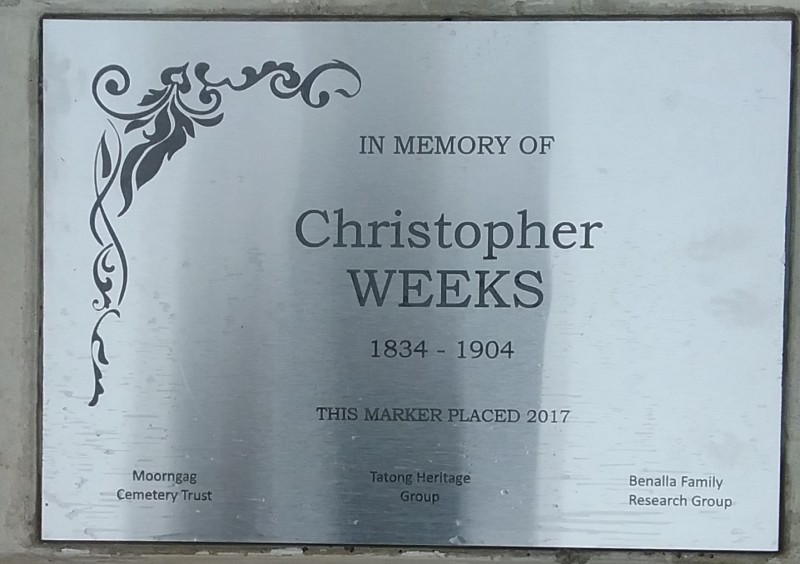 IN MEMORY OF
Christopher
WEEKS
1834 - 1904
THIS MARKER PLACED 2017
Moorngag
Cemetery Trust
Tatong Heritage
Group
Benalla Family
Research Group